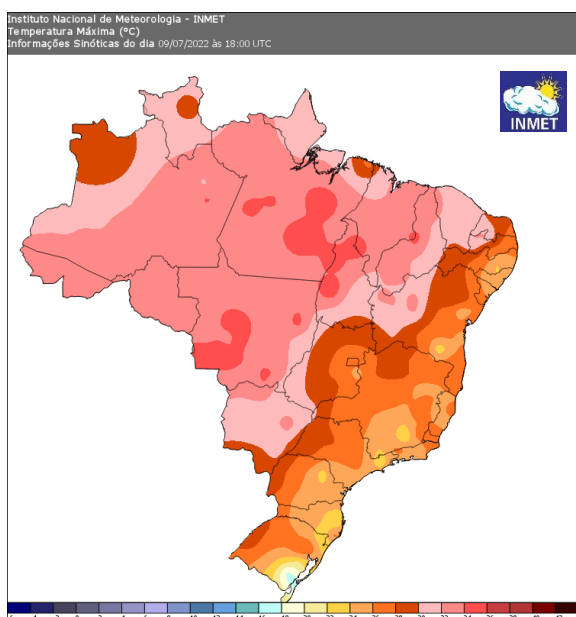 Instituto Nacional de Meteorologia - INMET
Temperatura Máxima (°C)
Informações Sinóticas do dia 09/07/2022 às 18:00 UTC
INMET